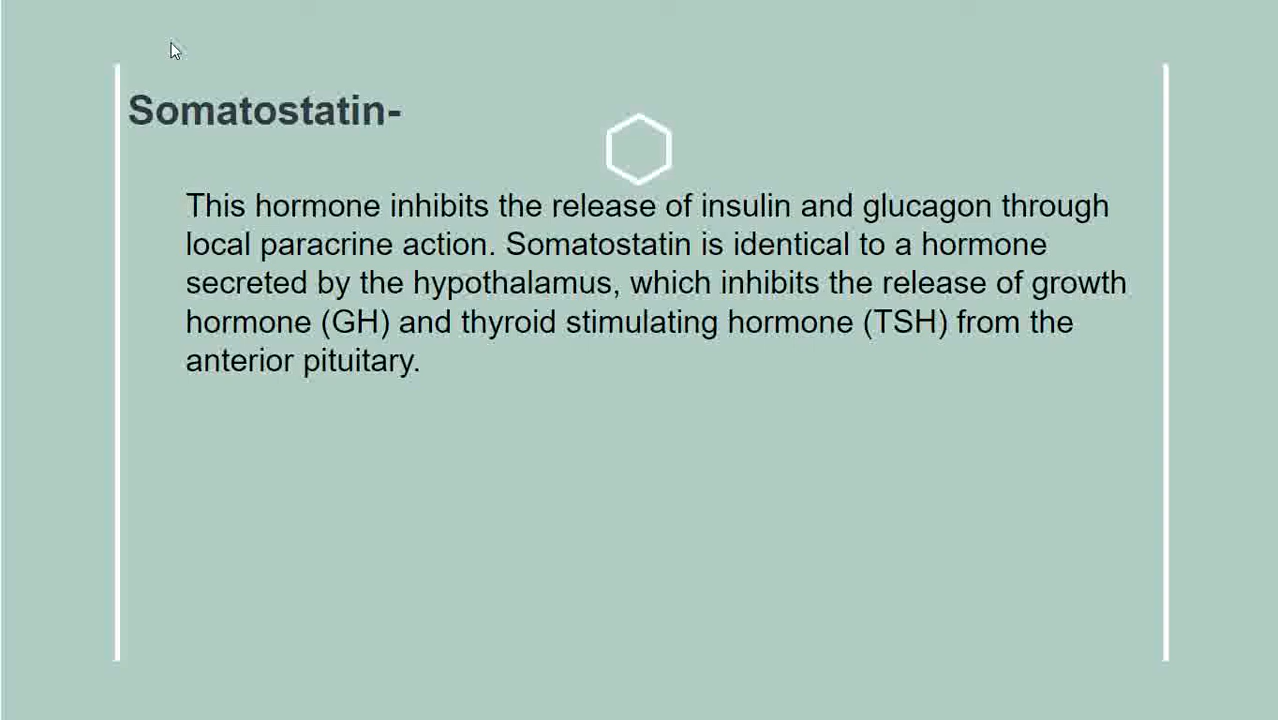 Somatostatin-
This hormone inhibits the release of insulin and glucagon through
local paracrine action. Somatostatin is identical to a hormone
secreted by the hypothalamus, which inhibits the release of growth
hormone (GH) and thyroid stimulating hormone (TSH) from the
anterior pituitary.